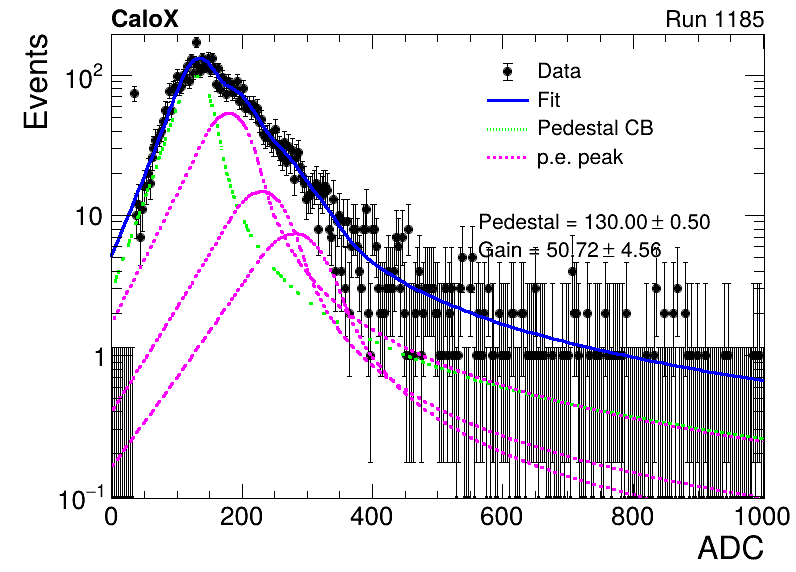 CaloX Run 1185
Events
Data
Fit
Pedestal CB
p.e. peak
Pedestal = 130.00 ± 0.50
Gain = 50.72 ± 4.56
10²
10
1
10⁻¹
0 200 400 600 800 1000
ADC